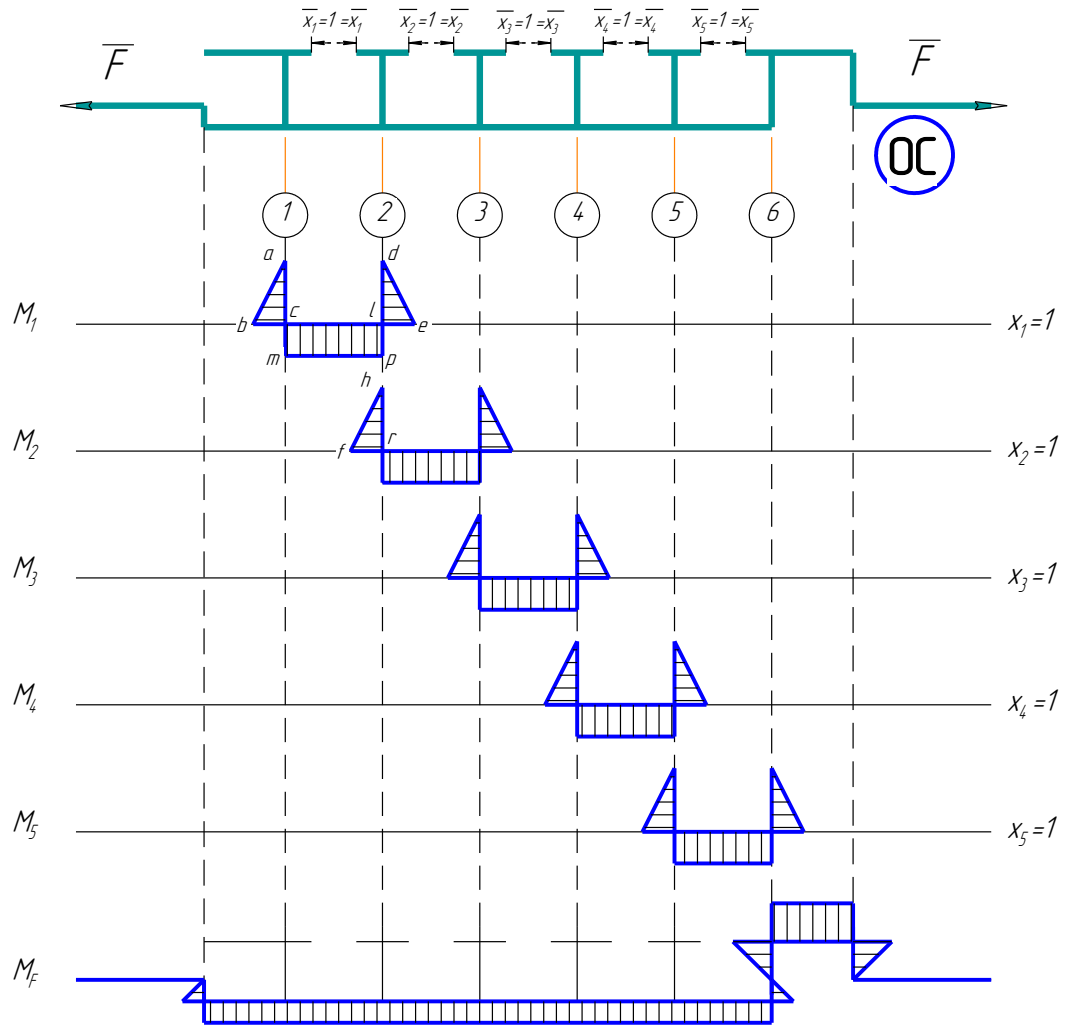 x̅₁=1=x̅₁ x̅₂=1=x̅₂ x̅₃=1=x̅₃ x̅₄=1=x̅₄ x̅₅=1=x̅₅
F̅ F̅
OC
1 2 3 4 5 6
a d
M₁ b c l e x₁=1
m p
h
M₂ f r x₂=1
M₃ x₃=1
M₄ x₄=1
M₅ x₅=1
M_F